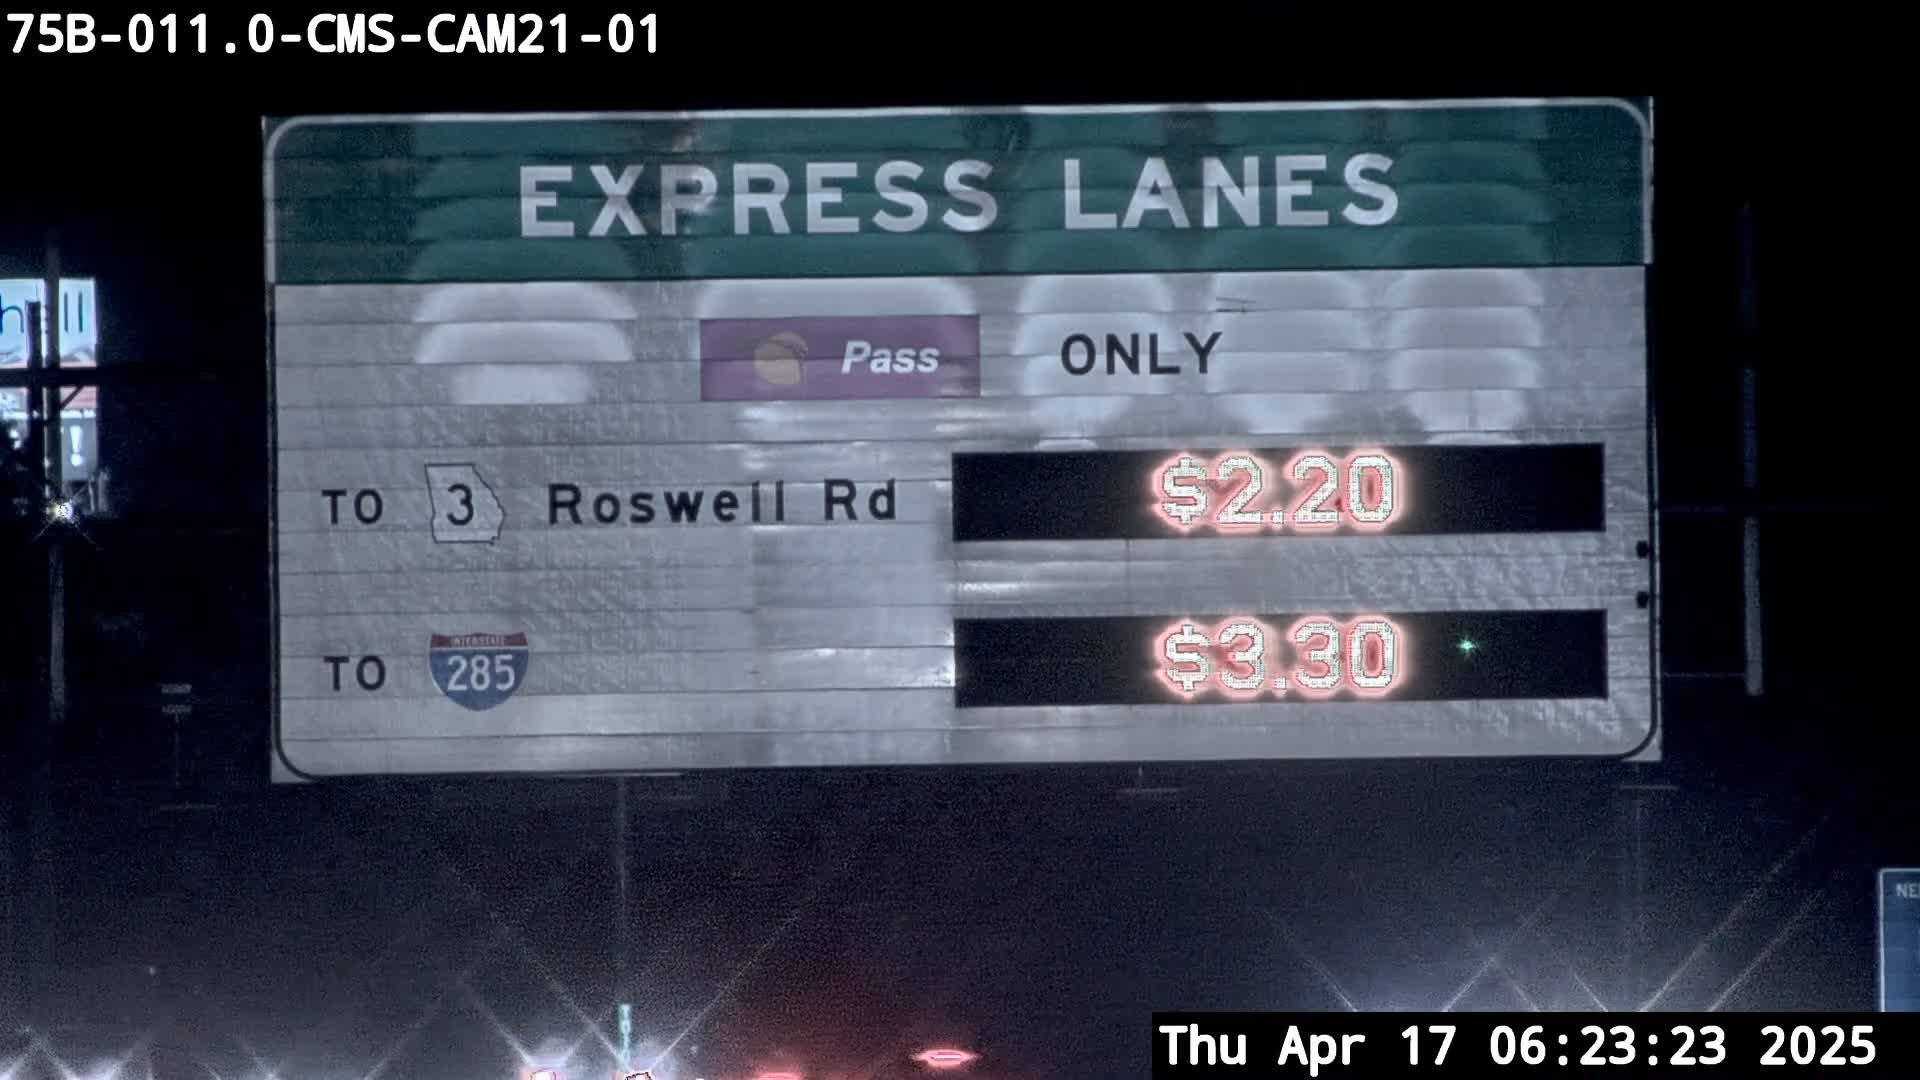 75B-011.0-CMS-CAM21-01
EXPRESS LANES
Pass ONLY
TO 3 Roswell Rd $2.20
TO INTERSTATE 285 $3.30
Thu Apr 17 06:23:23 2025